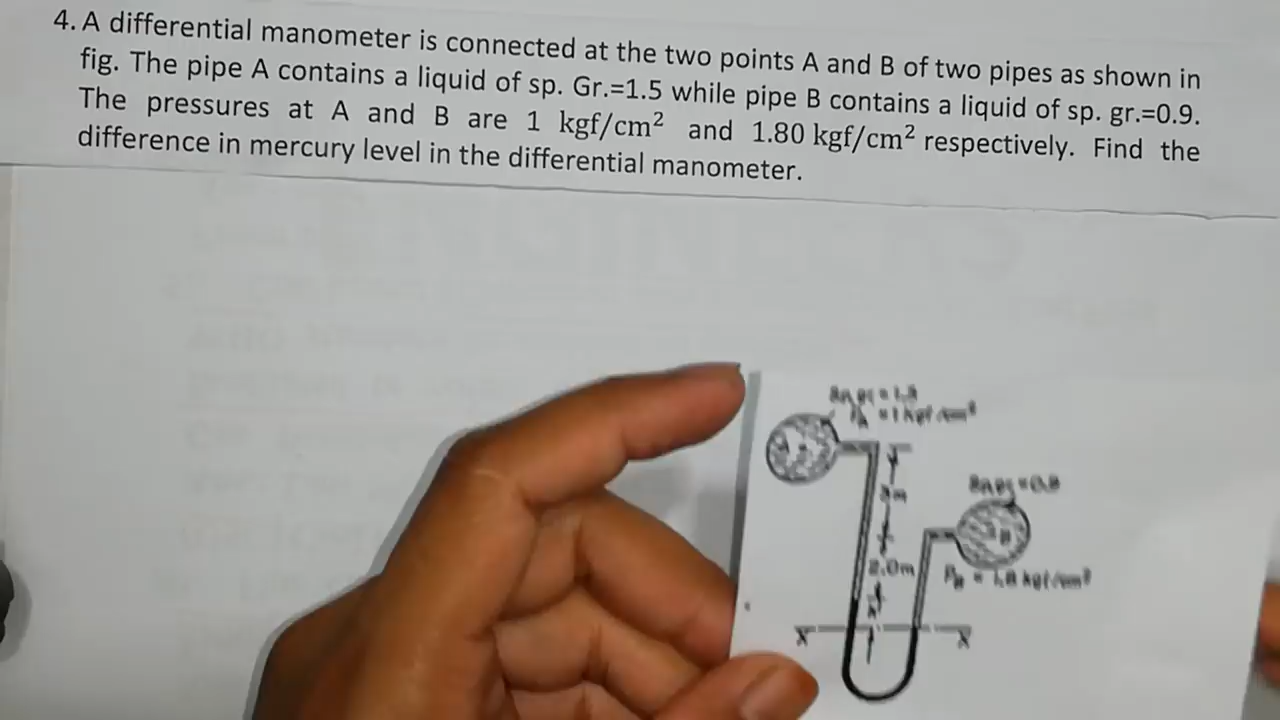 4. A differential manometer is connected at the two points A and B of two pipes as shown in
fig. The pipe A contains a liquid of sp. Gr.=1.5 while pipe B contains a liquid of sp. gr.=0.9.
The pressures at A and B are 1 kgf/cm² and 1.80 kgf/cm² respectively. Find the
difference in mercury level in the differential manometer.
A
2.0m
X X